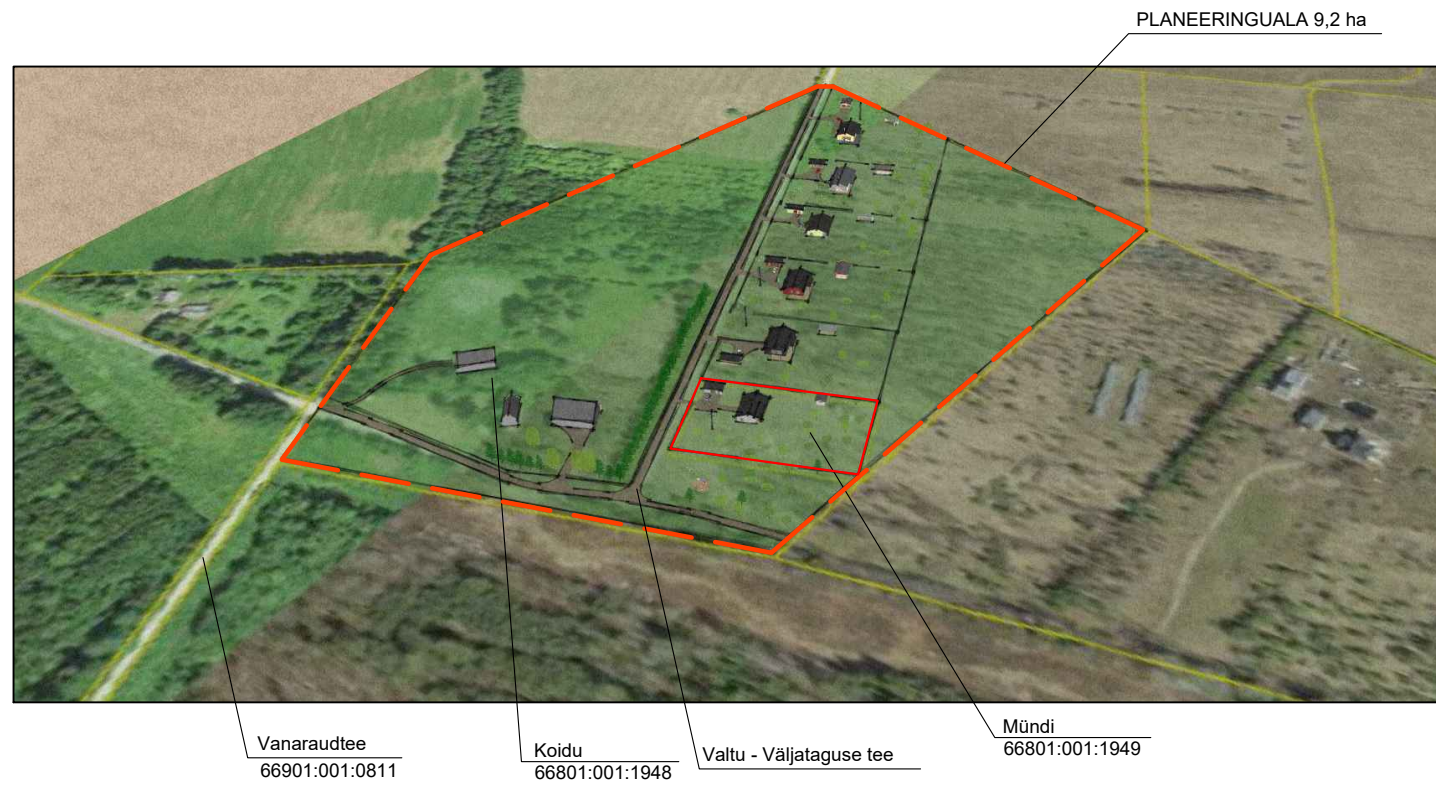 PLANEERINGUALA 9,2 ha
Vanaraudtee
66901:001:0811
Koidu
66801:001:1948
Valtu - Väljataguse tee
Mündi
66801:001:1949